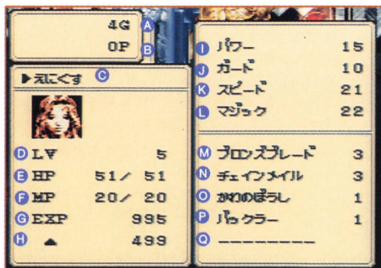 4G Ⓐ
0P Ⓑ
▶えにくす Ⓒ
Ⓓ LV 5
Ⓔ HP 51/ 51
Ⓕ MP 20/ 20
Ⓖ EXP 995
Ⓗ ▲ 499
Ⓘ パワー 15
Ⓙ ガード 10
Ⓚ スピード 21
Ⓛ マジック 22
Ⓜ ブロンズブレード 3
Ⓝ チェインメイル 3
Ⓞ かわのぼうし 1
Ⓟ バックラー 1
Ⓠ --------